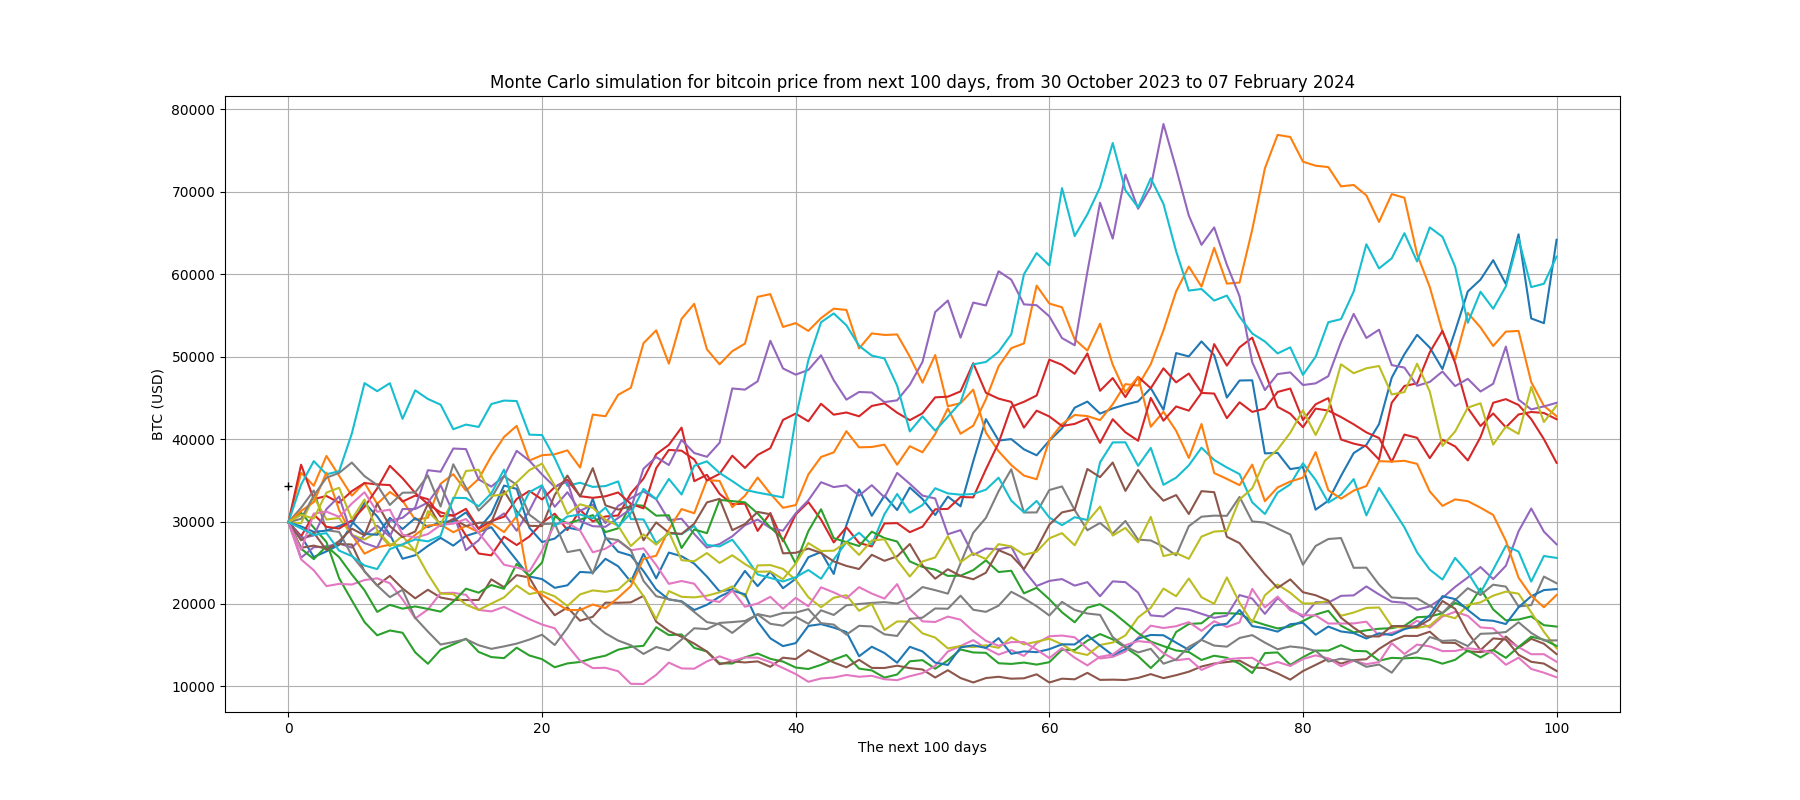 Monte Carlo simulation for bitcoin price from next 100 days, from 30 October 2023 to 07 February 2024
80000
70000
60000
50000
40000
30000
20000
10000
BTC (USD)
0 20 40 60 80 100
The next 100 days